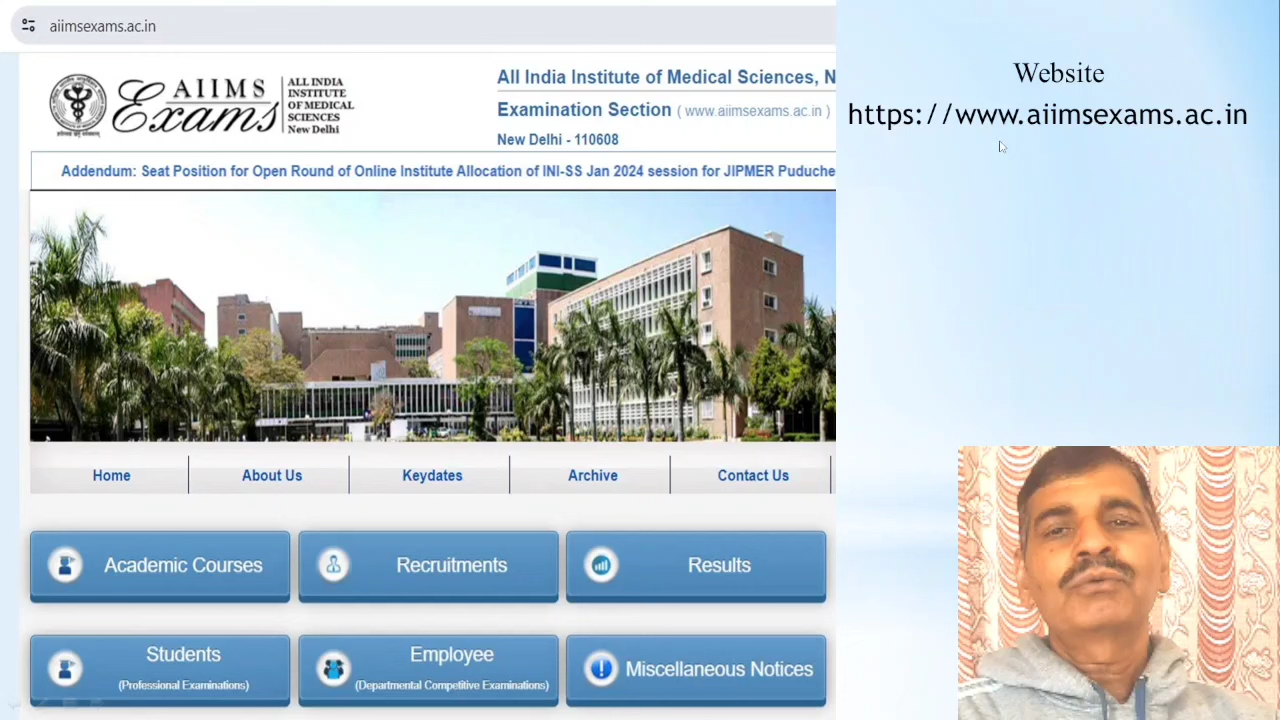 aiimsexams.ac.in
AIIMS
Exams
ALL INDIA
INSTITUTE
OF MEDICAL
SCIENCES
New Delhi
All India Institute of Medical Sciences, N
Examination Section ( www.aiimsexams.ac.in )
New Delhi - 110608
Addendum: Seat Position for Open Round of Online Institute Allocation of INI-SS Jan 2024 session for JIPMER Puduche
Home
About Us
Keydates
Archive
Contact Us
Academic Courses
Recruitments
Results
Students
(Professional Examinations)
Employee
(Departmental Competitive Examinations)
Miscellaneous Notices
Website
https://www.aiimsexams.ac.in